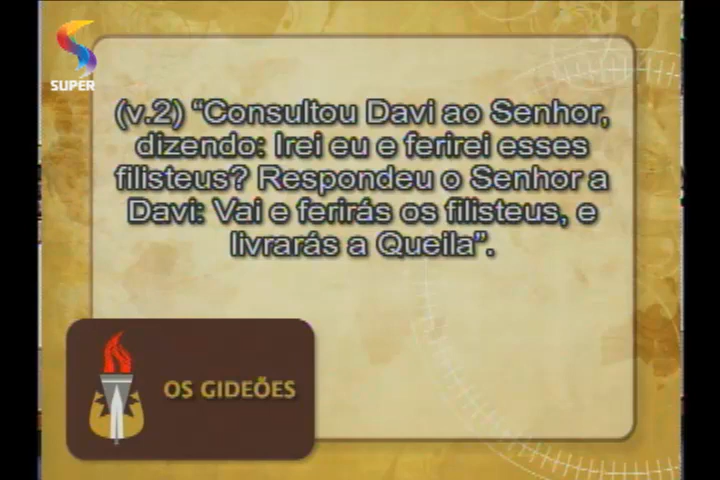 SUPER
(v.2) “Consultou Davi ao Senhor,
dizendo: Irei eu e ferirei esses
filisteus? Respondeu o Senhor a
Davi: Vai e ferirás os filisteus, e
livrarás a Queila”.
OS GIDEÕES